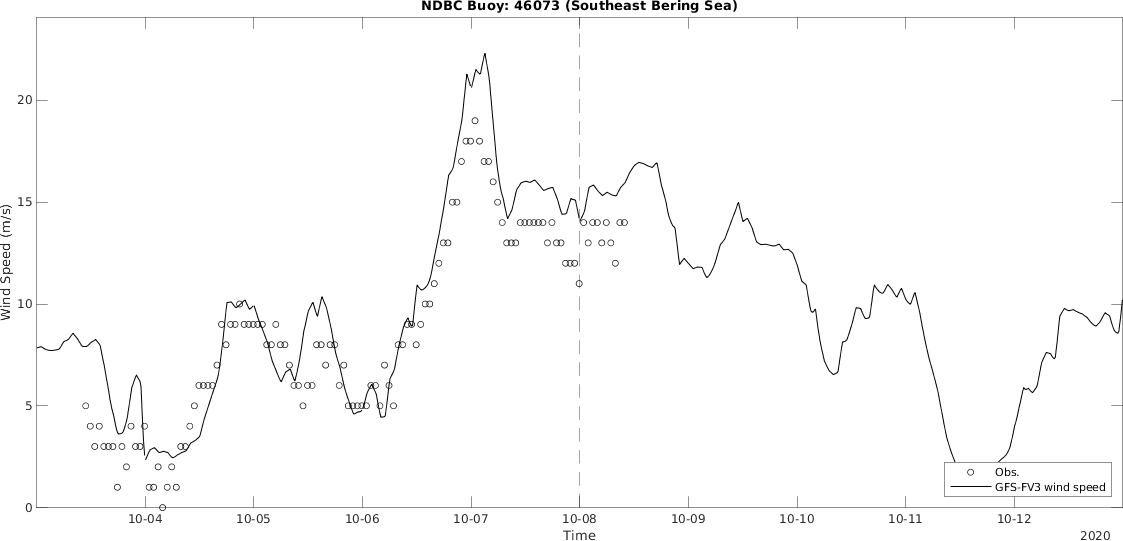 NDBC Buoy: 46073 (Southeast Bering Sea)
Wind Speed (m/s)
20
15
10
5
0
10-04 10-05 10-06 10-07 10-08 10-09 10-10 10-11 10-12
Time
2020
Obs.
GFS-FV3 wind speed